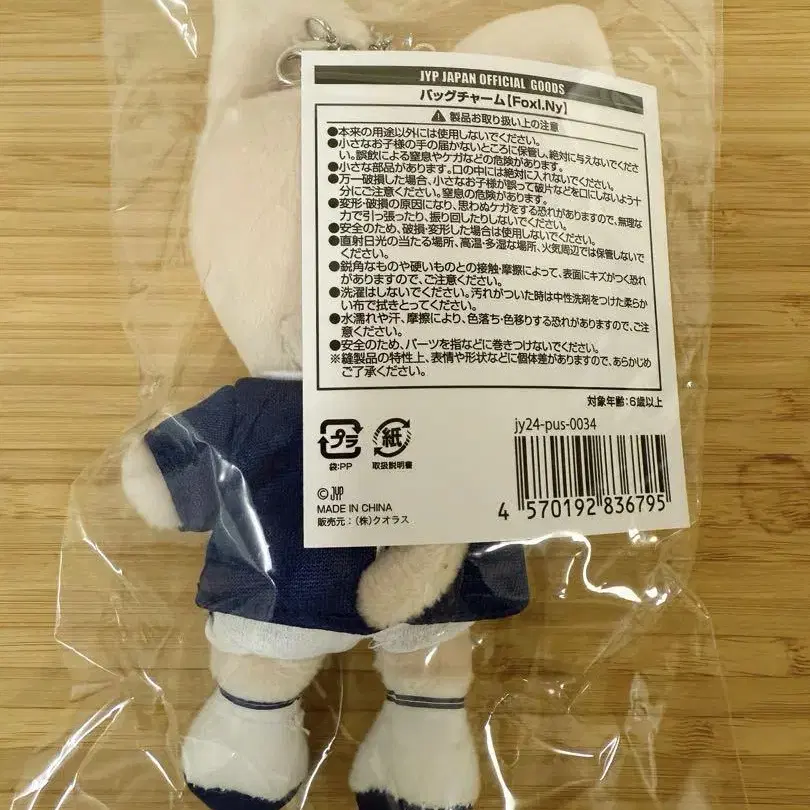 JYP JAPAN OFFICIAL GOODS
バッグチャーム【FoxI.Ny】
⚠ 製品お取り扱い上の注意
●本来の用途以外には使用しないでください。
●小さなお子様の手の届かないところに保管し、絶対に与えないでくださ
い。誤飲による窒息やケガなどの危険があります。
●小さな部品があります。口の中には絶対に入れないでください。
●万一破損した場合、小さなお子様が誤って破片などを口にしないよう十
分にご注意ください。窒息の危険があります。
●変形・破損の原因になり、思わぬケガをする恐れがありますので、無理な
力で引っ張ったり、振り回したりしないでください。
●安全のため、破損・変形した場合は使用しないでください。
●直射日光の当たる場所、高温・多湿な場所、火気周辺では保管しないで
ください。
●鋭角なものや硬いものとの接触・摩擦によって、表面にキズがつく恐れ
がありますので、ご注意ください。
●洗濯はしないでください。汚れがついた時は中性洗剤をつけた柔らか
い布で拭きとってください。
●水濡れや汗、摩擦により、色落ち・色移りする恐れがありますので、ご注
意ください。
●安全のため、パーツを指などに巻きつけないでください。
※縫製品の特性上、表情や形状などに個体差がありますので、あらかじめ
ご了承ください。
対象年齢:6歳以上
プラ
袋:PP
紙
取扱説明書
jy24-pus-0034
4 570192 836795
© JYP
MADE IN CHINA
販売元:(株)クオラス